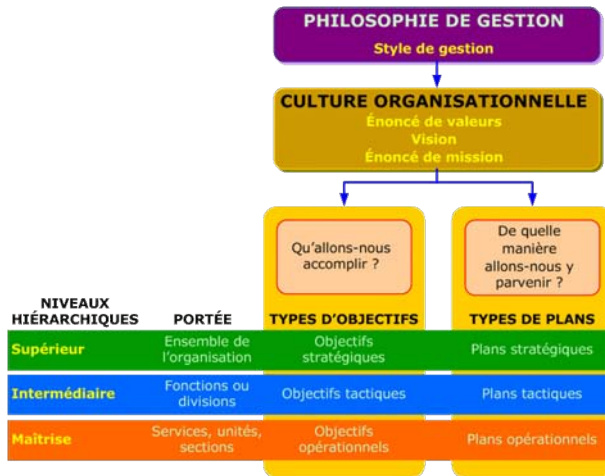 PHILOSOPHIE DE GESTION
Style de gestion
CULTURE ORGANISATIONNELLE
Énoncé de valeurs
Vision
Énoncé de mission
Qu'allons-nous
accomplir ?
De quelle
manière
allons-nous y
parvenir ?
NIVEAUX
HIÉRARCHIQUES
PORTÉE
TYPES D'OBJECTIFS
TYPES DE PLANS
Supérieur
Ensemble de
l'organisation
Objectifs
stratégiques
Plans stratégiques
Intermédiaire
Fonctions ou
divisions
Objectifs tactiques
Plans tactiques
Maîtrise
Services, unités,
sections
Objectifs
opérationnels
Plans opérationnels